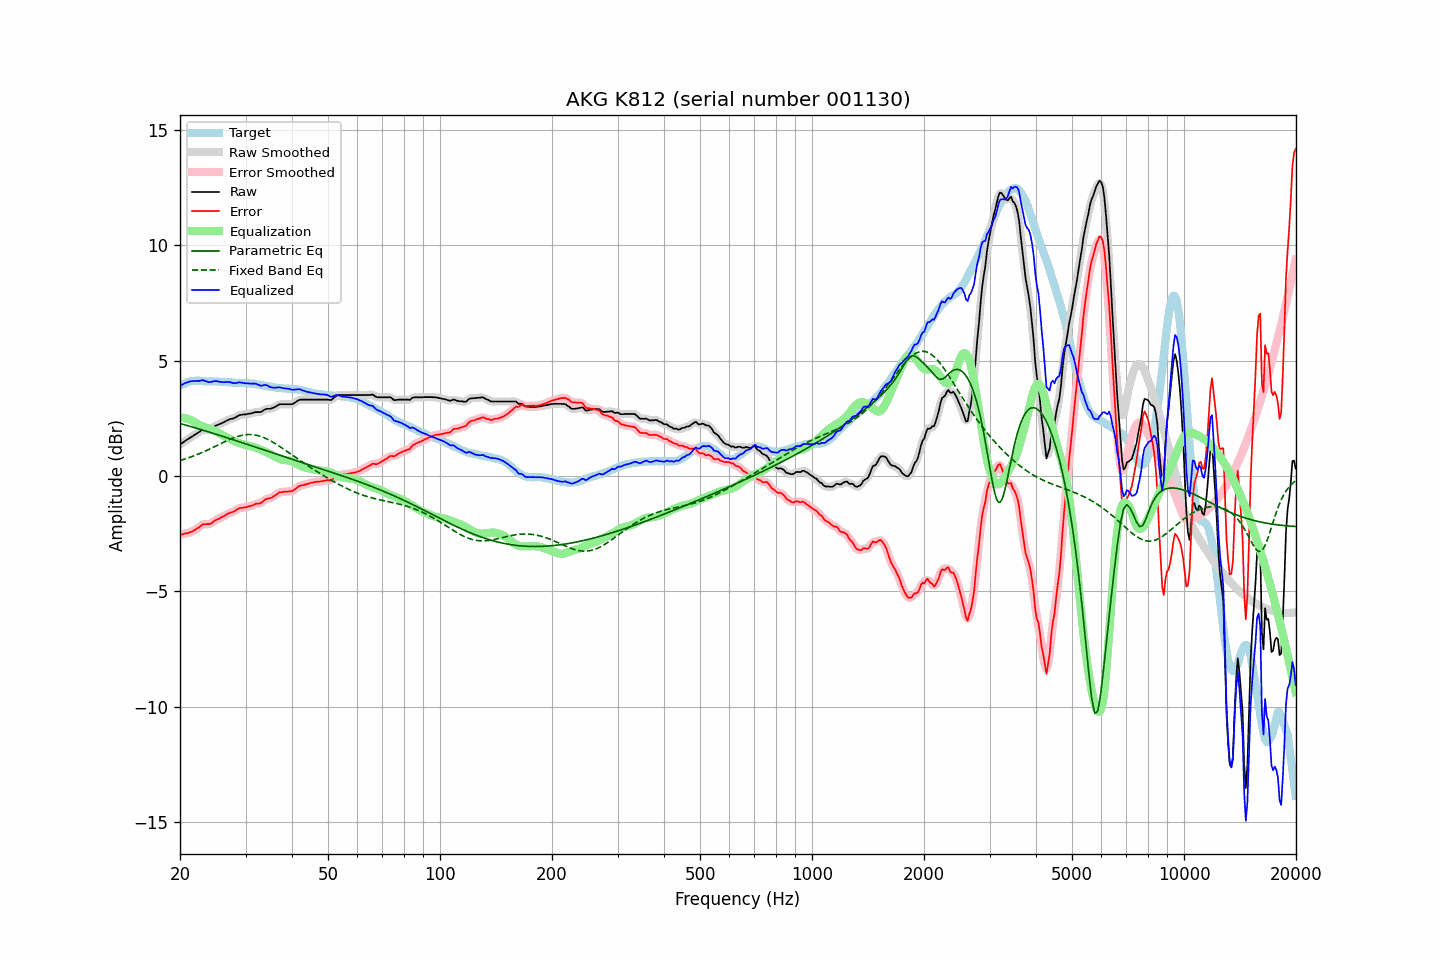 AKG K812 (serial number 001130)
15
10
5
0
−5
−10
−15
Amplitude (dBr)
Target
Raw Smoothed
Error Smoothed
Raw
Error
Equalization
Parametric Eq
Fixed Band Eq
Equalized
20 50 100 200 500 1000 2000 5000 10000 20000
Frequency (Hz)